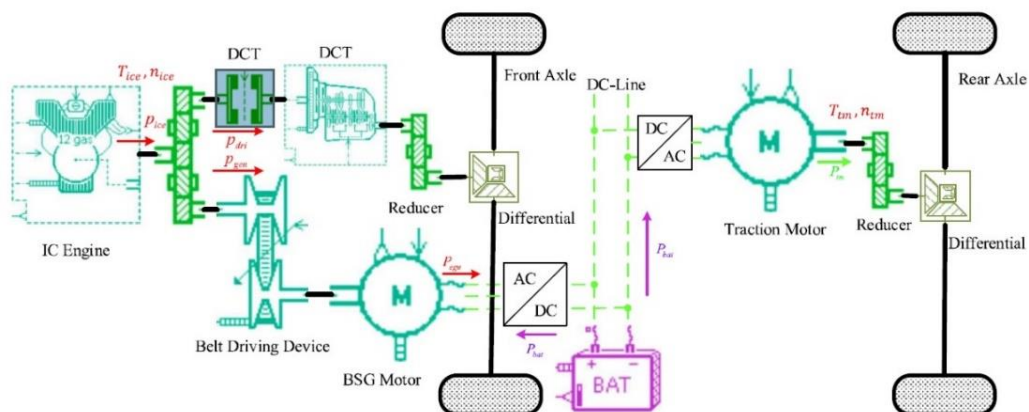 DCT
DCT
T_ice, n_ice
Front Axle
DC-Line
Rear Axle
12 gas
P_ice
P_dri
P_gen
DC
AC
M
T_tm, n_tm
P_tm
IC Engine
Reducer
Differential
Traction Motor
Reducer
Differential
P_bat
AC
DC
M
P_bat
+ −
BAT
Belt Driving Device
BSG Motor